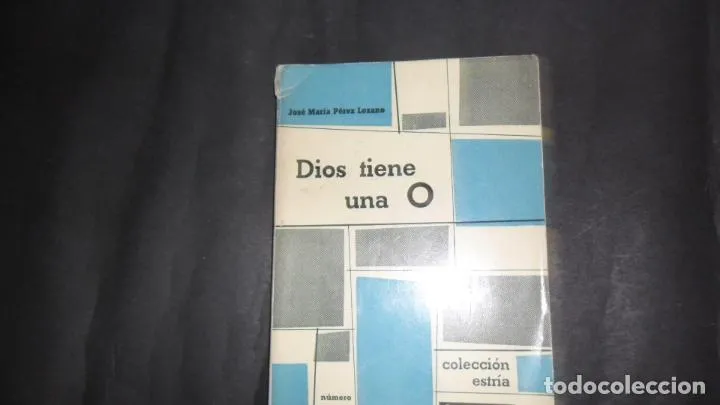 José María Pérez Lozano
Dios tiene
una O
colección
estría
número
todocoleccion